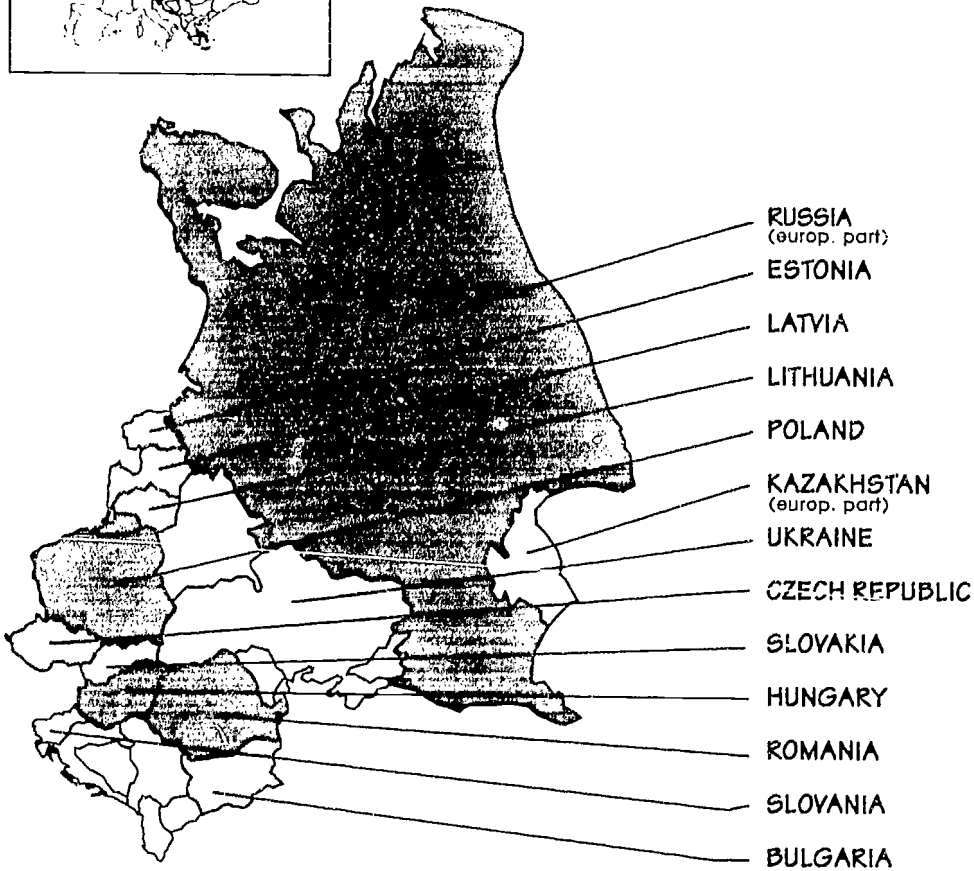 RUSSIA
(europ. part)
ESTONIA
LATVIA
LITHUANIA
POLAND
KAZAKHSTAN
(europ. part)
UKRAINE
CZECH REPUBLIC
SLOVAKIA
HUNGARY
ROMANIA
SLOVANIA
BULGARIA